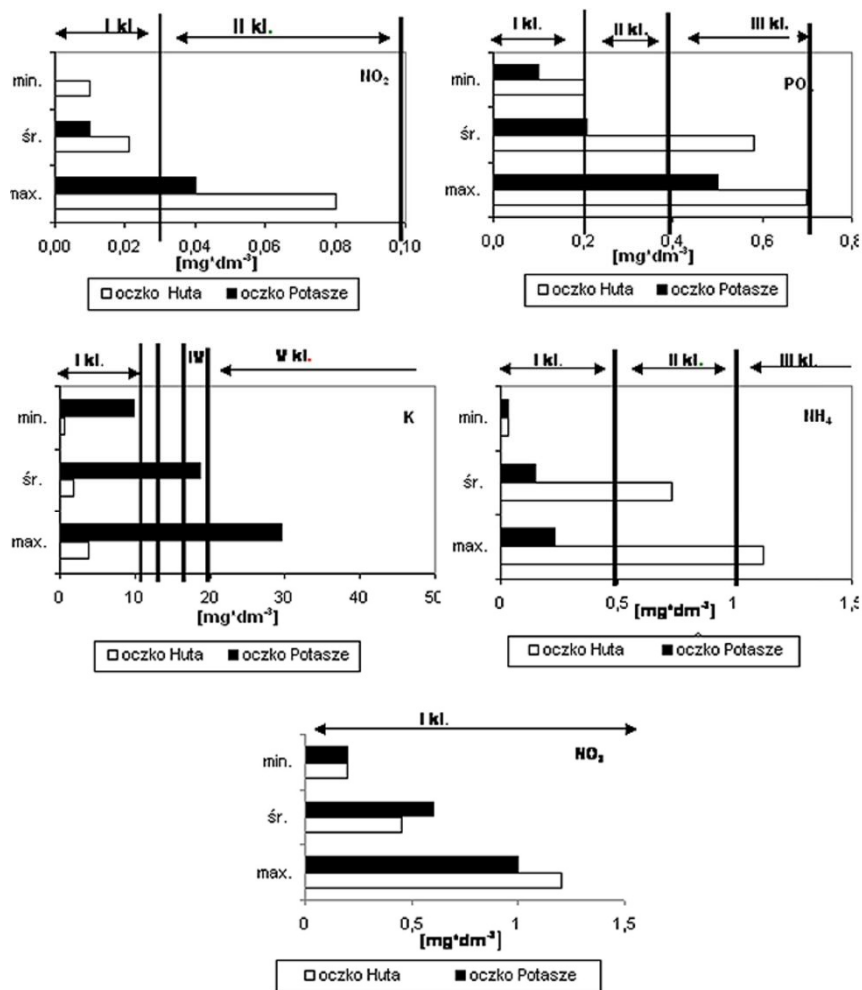 I kl.
II kl.
NO₂
min.
śr.
max.
0,00 0,02 0,04 0,06 0,08 0,10
[mg*dm⁻³]
oczko Huta oczko Potasze
I kl.
II kl.
III kl.
PO
min.
śr.
max.
0,0 0,2 0,4 0,6 0,8
[mg*dm⁻³]
oczko Huta oczko Potasze
I kl.
IV
V kl.
K
min.
śr.
max.
0 10 20 30 40 50
[mg*dm⁻³]
oczko Huta oczko Potasze
I kl.
II kl.
III kl.
NH₄
min.
śr.
max.
0 0,5 1 1,5
[mg*dm⁻³]
oczko Huta oczko Potasze
I kl.
NO₃
min.
śr.
max.
0 0,5 1 1,5
[mg*dm⁻³]
oczko Huta oczko Potasze